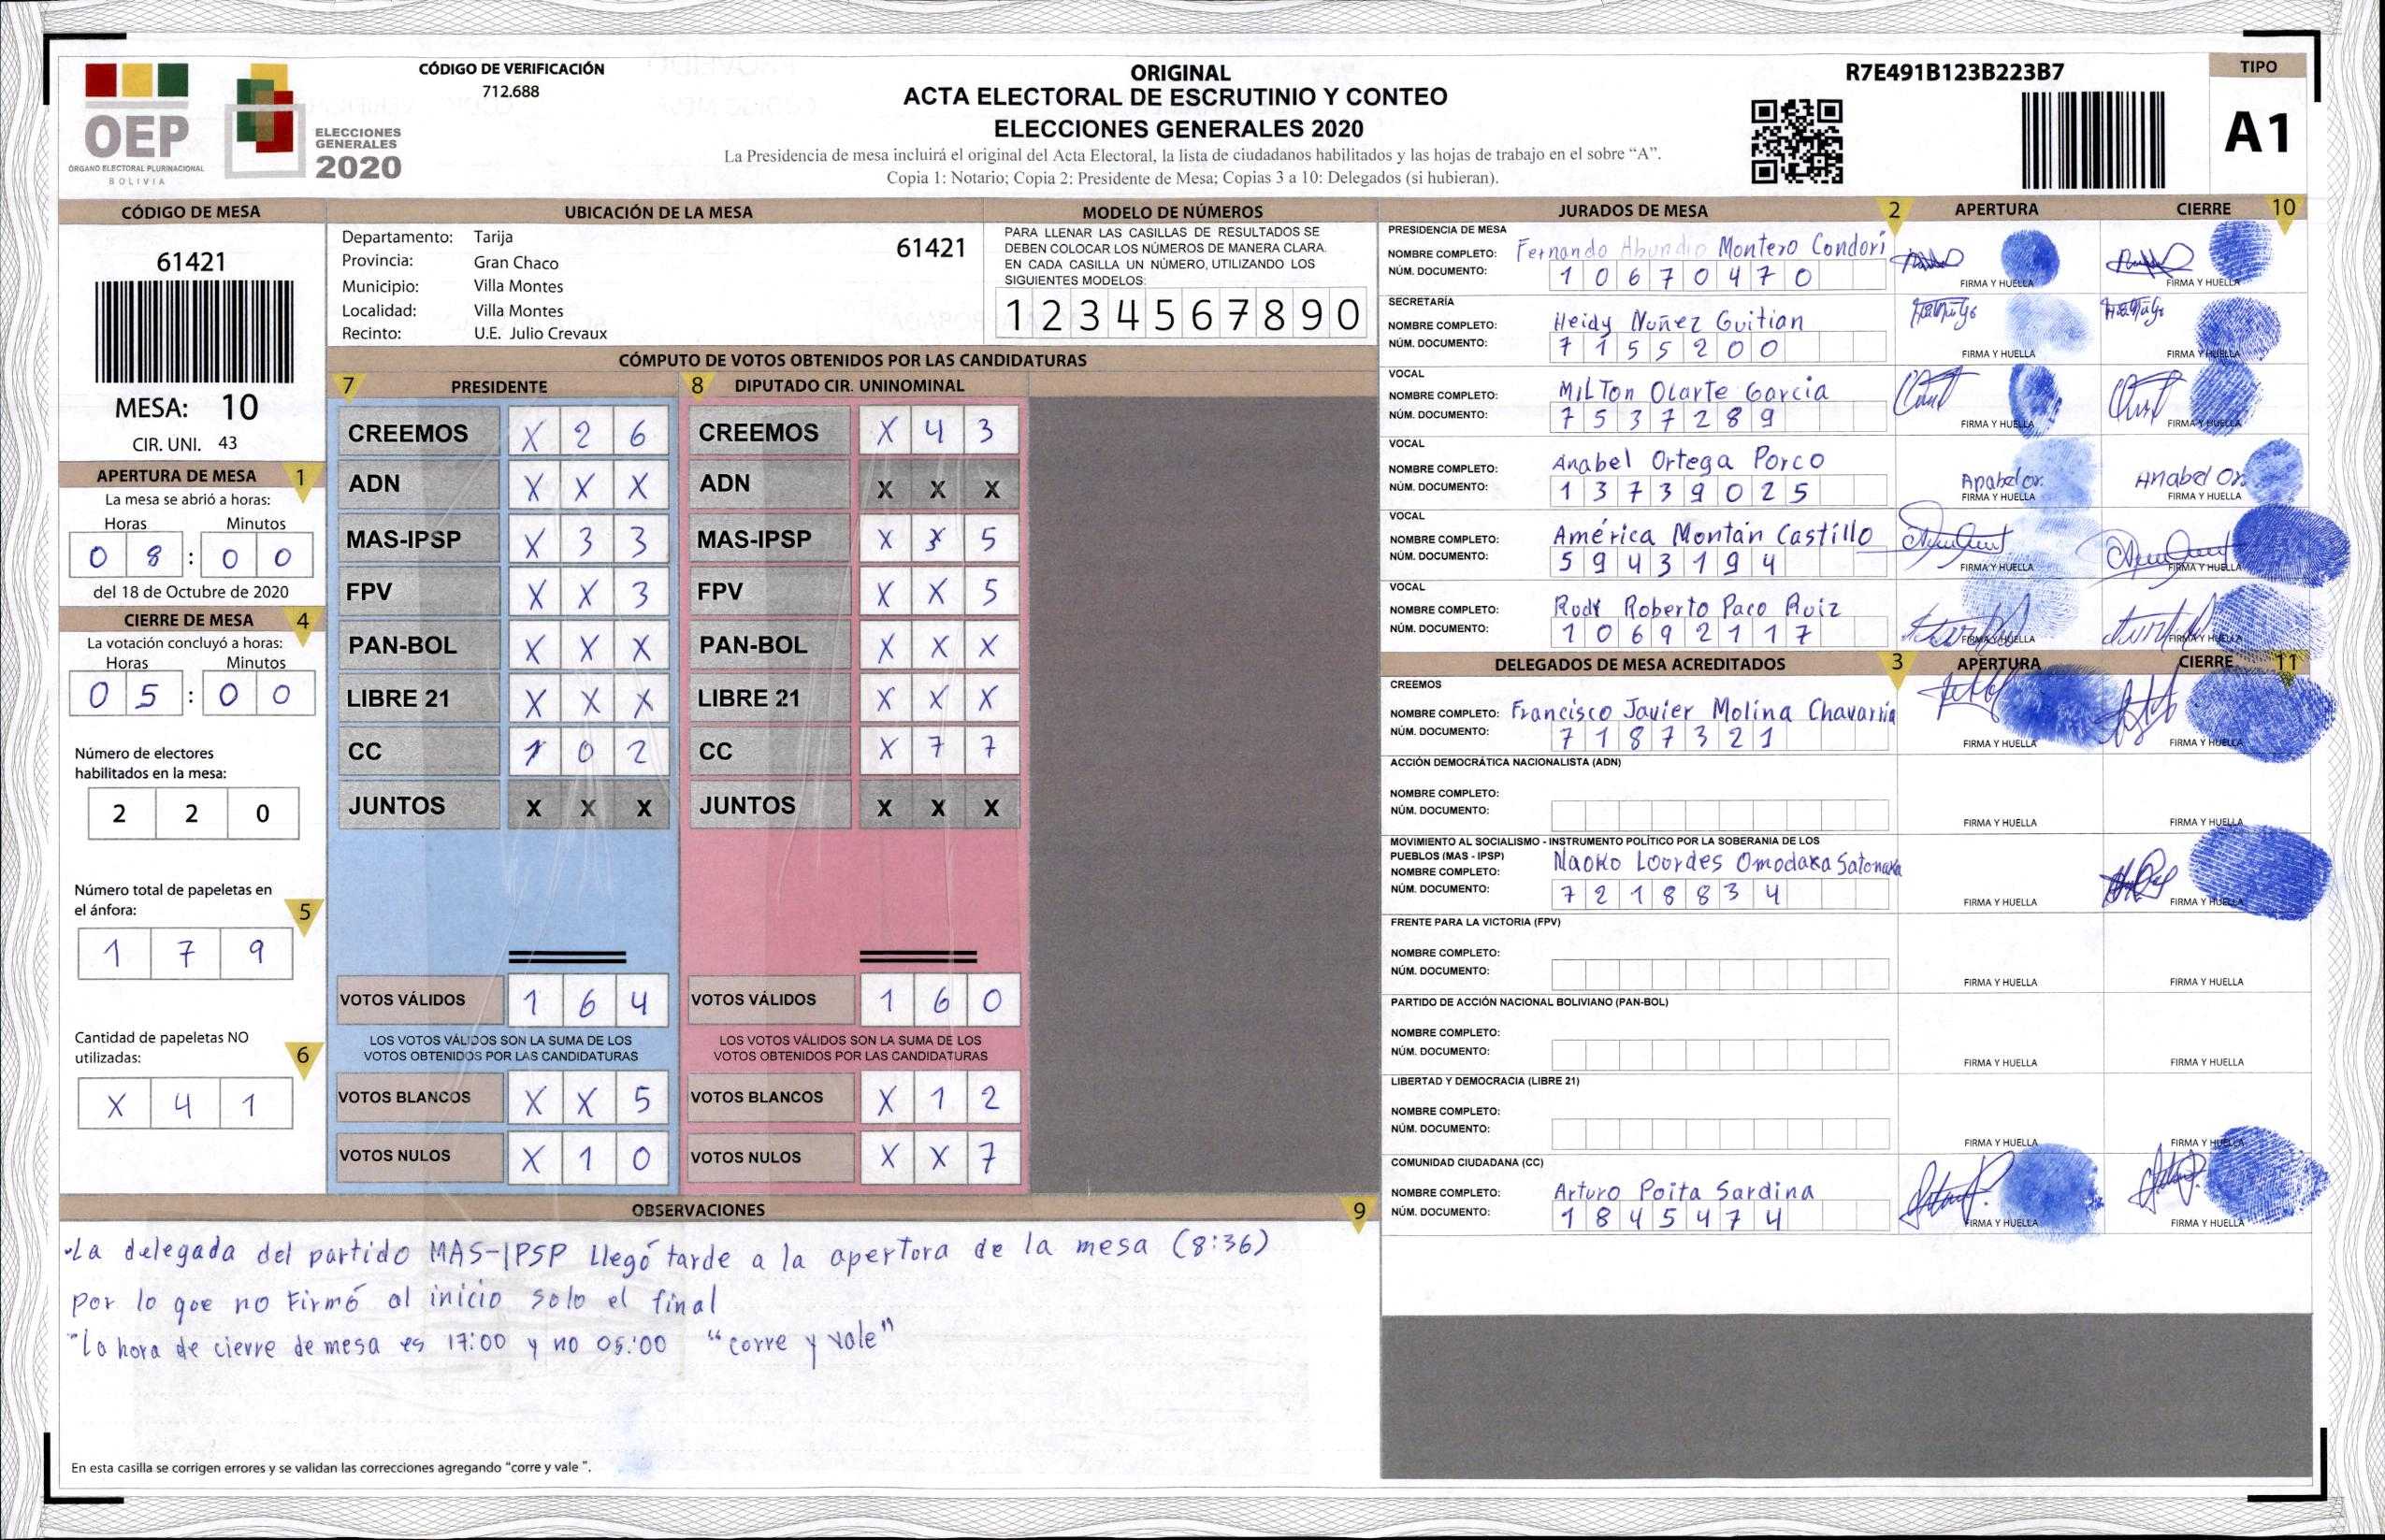 OEP
ÓRGANO ELECTORAL PLURINACIONAL
BOLIVIA
ELECCIONES
GENERALES
2020
CÓDIGO DE VERIFICACIÓN
712.688
ORIGINAL
ACTA ELECTORAL DE ESCRUTINIO Y CONTEO
ELECCIONES GENERALES 2020
La Presidencia de mesa incluirá el original del Acta Electoral, la lista de ciudadanos habilitados y las hojas de trabajo en el sobre “A”.
Copia 1: Notario; Copia 2: Presidente de Mesa; Copias 3 a 10: Delegados (si hubieran).
R7E491B123B223B7
TIPO
A1
CÓDIGO DE MESA
61421
MESA: 10
CIR. UNI. 43
APERTURA DE MESA 1
La mesa se abrió a horas:
Horas Minutos
0 8 : 0 0
del 18 de Octubre de 2020
CIERRE DE MESA 4
La votación concluyó a horas:
Horas Minutos
0 5 : 0 0
Número de electores
habilitados en la mesa:
2 2 0
Número total de papeletas en
el ánfora: 5
1 7 9
Cantidad de papeletas NO
utilizadas: 6
X 4 1
UBICACIÓN DE LA MESA
Departamento: Tarija 61421
Provincia: Gran Chaco
Municipio: Villa Montes
Localidad: Villa Montes
Recinto: U.E. Julio Crevaux
MODELO DE NÚMEROS
PARA LLENAR LAS CASILLAS DE RESULTADOS SE
DEBEN COLOCAR LOS NÚMEROS DE MANERA CLARA.
EN CADA CASILLA UN NÚMERO, UTILIZANDO LOS
SIGUIENTES MODELOS:
1 2 3 4 5 6 7 8 9 0
CÓMPUTO DE VOTOS OBTENIDOS POR LAS CANDIDATURAS
7 PRESIDENTE 8 DIPUTADO CIR. UNINOMINAL
CREEMOS X 2 6 CREEMOS X 4 3
ADN X X X ADN X X X
MAS-IPSP X 3 3 MAS-IPSP X 3 5
FPV X X 3 FPV X X 5
PAN-BOL X X X PAN-BOL X X X
LIBRE 21 X X X LIBRE 21 X X X
CC 1 0 2 CC X 7 7
JUNTOS X X X JUNTOS X X X
VOTOS VÁLIDOS 1 6 4 VOTOS VÁLIDOS 1 6 0
LOS VOTOS VÁLIDOS SON LA SUMA DE LOS LOS VOTOS VÁLIDOS SON LA SUMA DE LOS
VOTOS OBTENIDOS POR LAS CANDIDATURAS VOTOS OBTENIDOS POR LAS CANDIDATURAS
VOTOS BLANCOS X X 5 VOTOS BLANCOS X 1 2
VOTOS NULOS X 1 0 VOTOS NULOS X X 7
OBSERVACIONES 9
La delegada del partido MAS-IPSP llegó tarde a la apertora de la mesa (8:36)
por lo que no firmó al inicio solo el final
"La hora de cierre de mesa es 17:00 y no 05:00 "corre y vale"
En esta casilla se corrigen errores y se validan las correcciones agregando “corre y vale ”.
JURADOS DE MESA 2 APERTURA CIERRE 10
PRESIDENCIA DE MESA
NOMBRE COMPLETO: Fernando Abundio Montero Condori
NÚM. DOCUMENTO: 1 0 6 7 0 4 7 0 FIRMA Y HUELLA FIRMA Y HUELLA
SECRETARÍA
NOMBRE COMPLETO: Heidy Nuñez Guitian
NÚM. DOCUMENTO: 7 1 5 5 2 0 0 FIRMA Y HUELLA FIRMA Y HUELLA
VOCAL
NOMBRE COMPLETO: MilTon Olarte Garcia
NÚM. DOCUMENTO: 7 5 3 7 2 8 9 FIRMA Y HUELLA FIRMA Y HUELLA
VOCAL
NOMBRE COMPLETO: Anabel Ortega Porco Anabel or. Anabel Or.
NÚM. DOCUMENTO: 1 3 7 3 9 0 2 5 FIRMA Y HUELLA FIRMA Y HUELLA
VOCAL
NOMBRE COMPLETO: América Montán Castillo
NÚM. DOCUMENTO: 5 9 4 3 1 9 4 FIRMA Y HUELLA FIRMA Y HUELLA
VOCAL
NOMBRE COMPLETO: Rudy Roberto Paco Ruiz
NÚM. DOCUMENTO: 1 0 6 9 2 1 1 7 FIRMA Y HUELLA FIRMA Y HUELLA
DELEGADOS DE MESA ACREDITADOS 3 APERTURA CIERRE 11
CREEMOS
NOMBRE COMPLETO: Francisco Javier Molina Chavarria
NÚM. DOCUMENTO: 7 1 8 7 3 2 1 FIRMA Y HUELLA FIRMA Y HUELLA
ACCIÓN DEMOCRÁTICA NACIONALISTA (ADN)
NOMBRE COMPLETO:
NÚM. DOCUMENTO: FIRMA Y HUELLA FIRMA Y HUELLA
MOVIMIENTO AL SOCIALISMO - INSTRUMENTO POLÍTICO POR LA SOBERANIA DE LOS
PUEBLOS (MAS - IPSP)
NOMBRE COMPLETO: Naoko Lourdes Omodaka Satonaka
NÚM. DOCUMENTO: 7 2 1 8 8 3 4 FIRMA Y HUELLA FIRMA Y HUELLA
FRENTE PARA LA VICTORIA (FPV)
NOMBRE COMPLETO:
NÚM. DOCUMENTO: FIRMA Y HUELLA FIRMA Y HUELLA
PARTIDO DE ACCIÓN NACIONAL BOLIVIANO (PAN-BOL)
NOMBRE COMPLETO:
NÚM. DOCUMENTO: FIRMA Y HUELLA FIRMA Y HUELLA
LIBERTAD Y DEMOCRACIA (LIBRE 21)
NOMBRE COMPLETO:
NÚM. DOCUMENTO: FIRMA Y HUELLA FIRMA Y HUELLA
COMUNIDAD CIUDADANA (CC)
NOMBRE COMPLETO: Arturo Poita Sardina
NÚM. DOCUMENTO: 1 8 4 5 4 7 4 FIRMA Y HUELLA FIRMA Y HUELLA